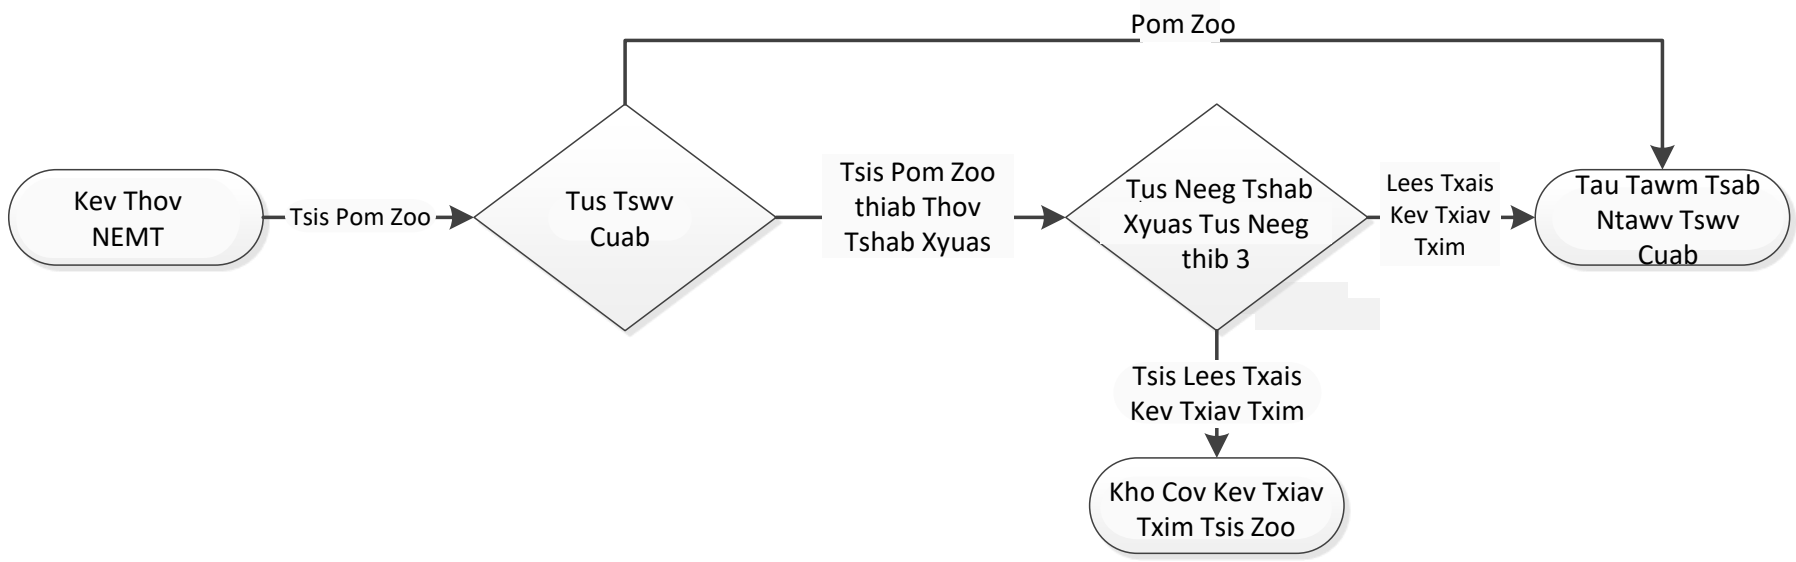 Pom Zoo
Kev Thov
NEMT
Tsis Pom Zoo
Tus Tswv
Cuab
Tsis Pom Zoo
thiab Thov
Tshab Xyuas
Tus Neeg Tshab
Xyuas Tus Neeg
thib 3
Lees Txais
Kev Txiav
Txim
Tau Tawm Tsab
Ntawv Tswv
Cuab
Tsis Lees Txais
Kev Txiav Txim
Kho Cov Kev Txiav
Txim Tsis Zoo